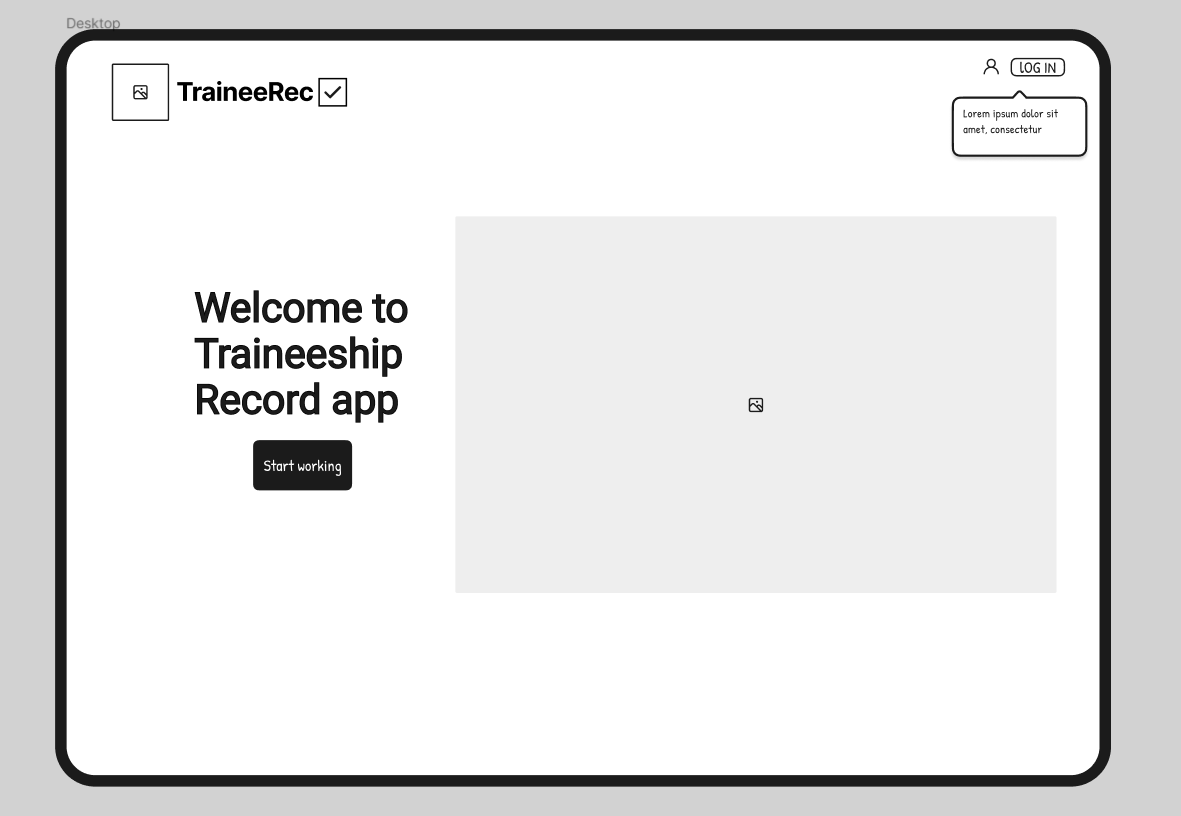 Desktop
TraineeRec
LOG IN
Lorem ipsum dolor sit
amet, consectetur
Welcome to
Traineeship
Record app
Start working